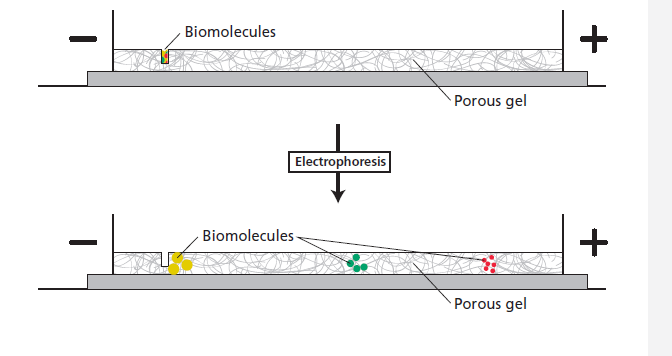 Biomolecules
− +
Porous gel
Electrophoresis
Biomolecules
− +
Porous gel